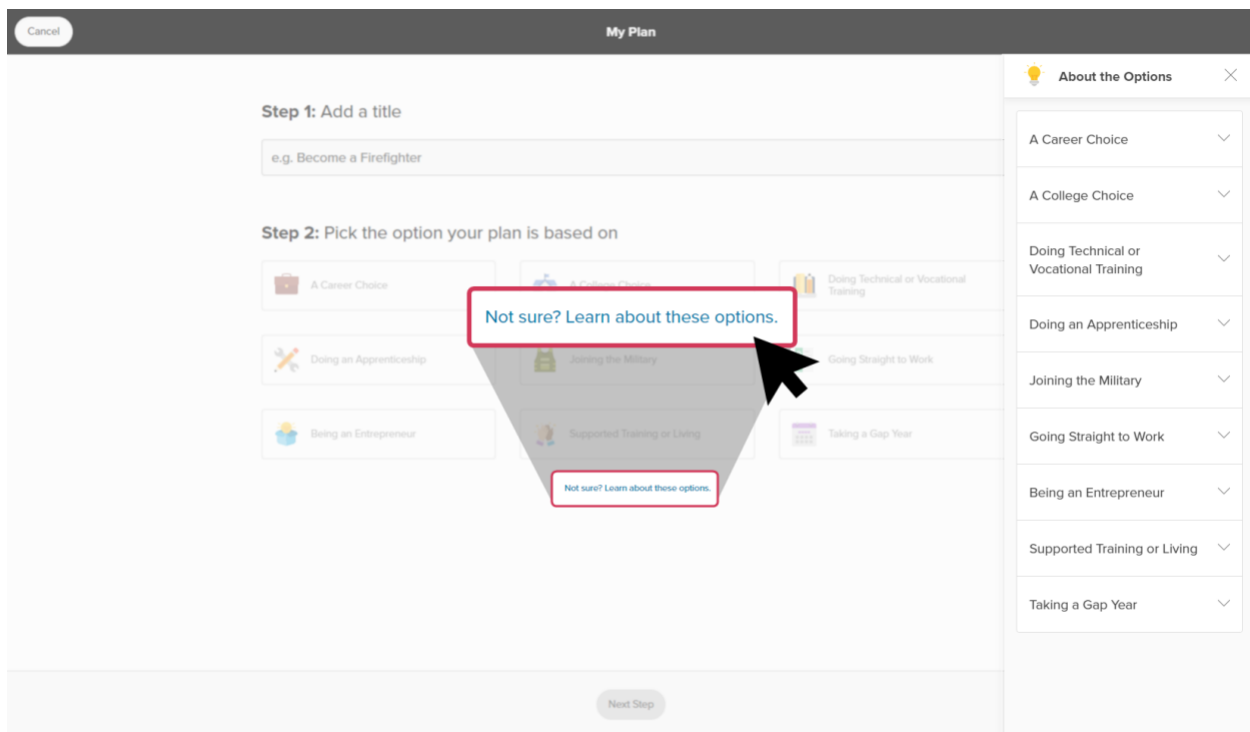 Cancel
My Plan
About the Options
Step 1: Add a title
e.g. Become a Firefighter
Step 2: Pick the option your plan is based on
A Career Choice
A College Choice
Doing Technical or Vocational
Training
Not sure? Learn about these options.
Doing an Apprenticeship
Joining the Military
Going Straight to Work
Being an Entrepreneur
Supported Training or Living
Taking a Gap Year
Not sure? Learn about these options.
Next Step
A Career Choice
A College Choice
Doing Technical or
Vocational Training
Doing an Apprenticeship
Joining the Military
Going Straight to Work
Being an Entrepreneur
Supported Training or Living
Taking a Gap Year